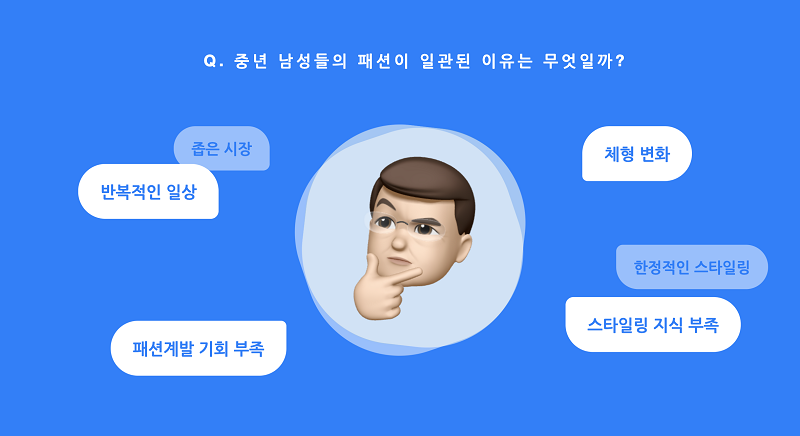 Q. 중년 남성들의 패션이 일관된 이유는 무엇일까?
좁은 시장
반복적인 일상
체형 변화
한정적인 스타일링
스타일링 지식 부족
패션계발 기회 부족